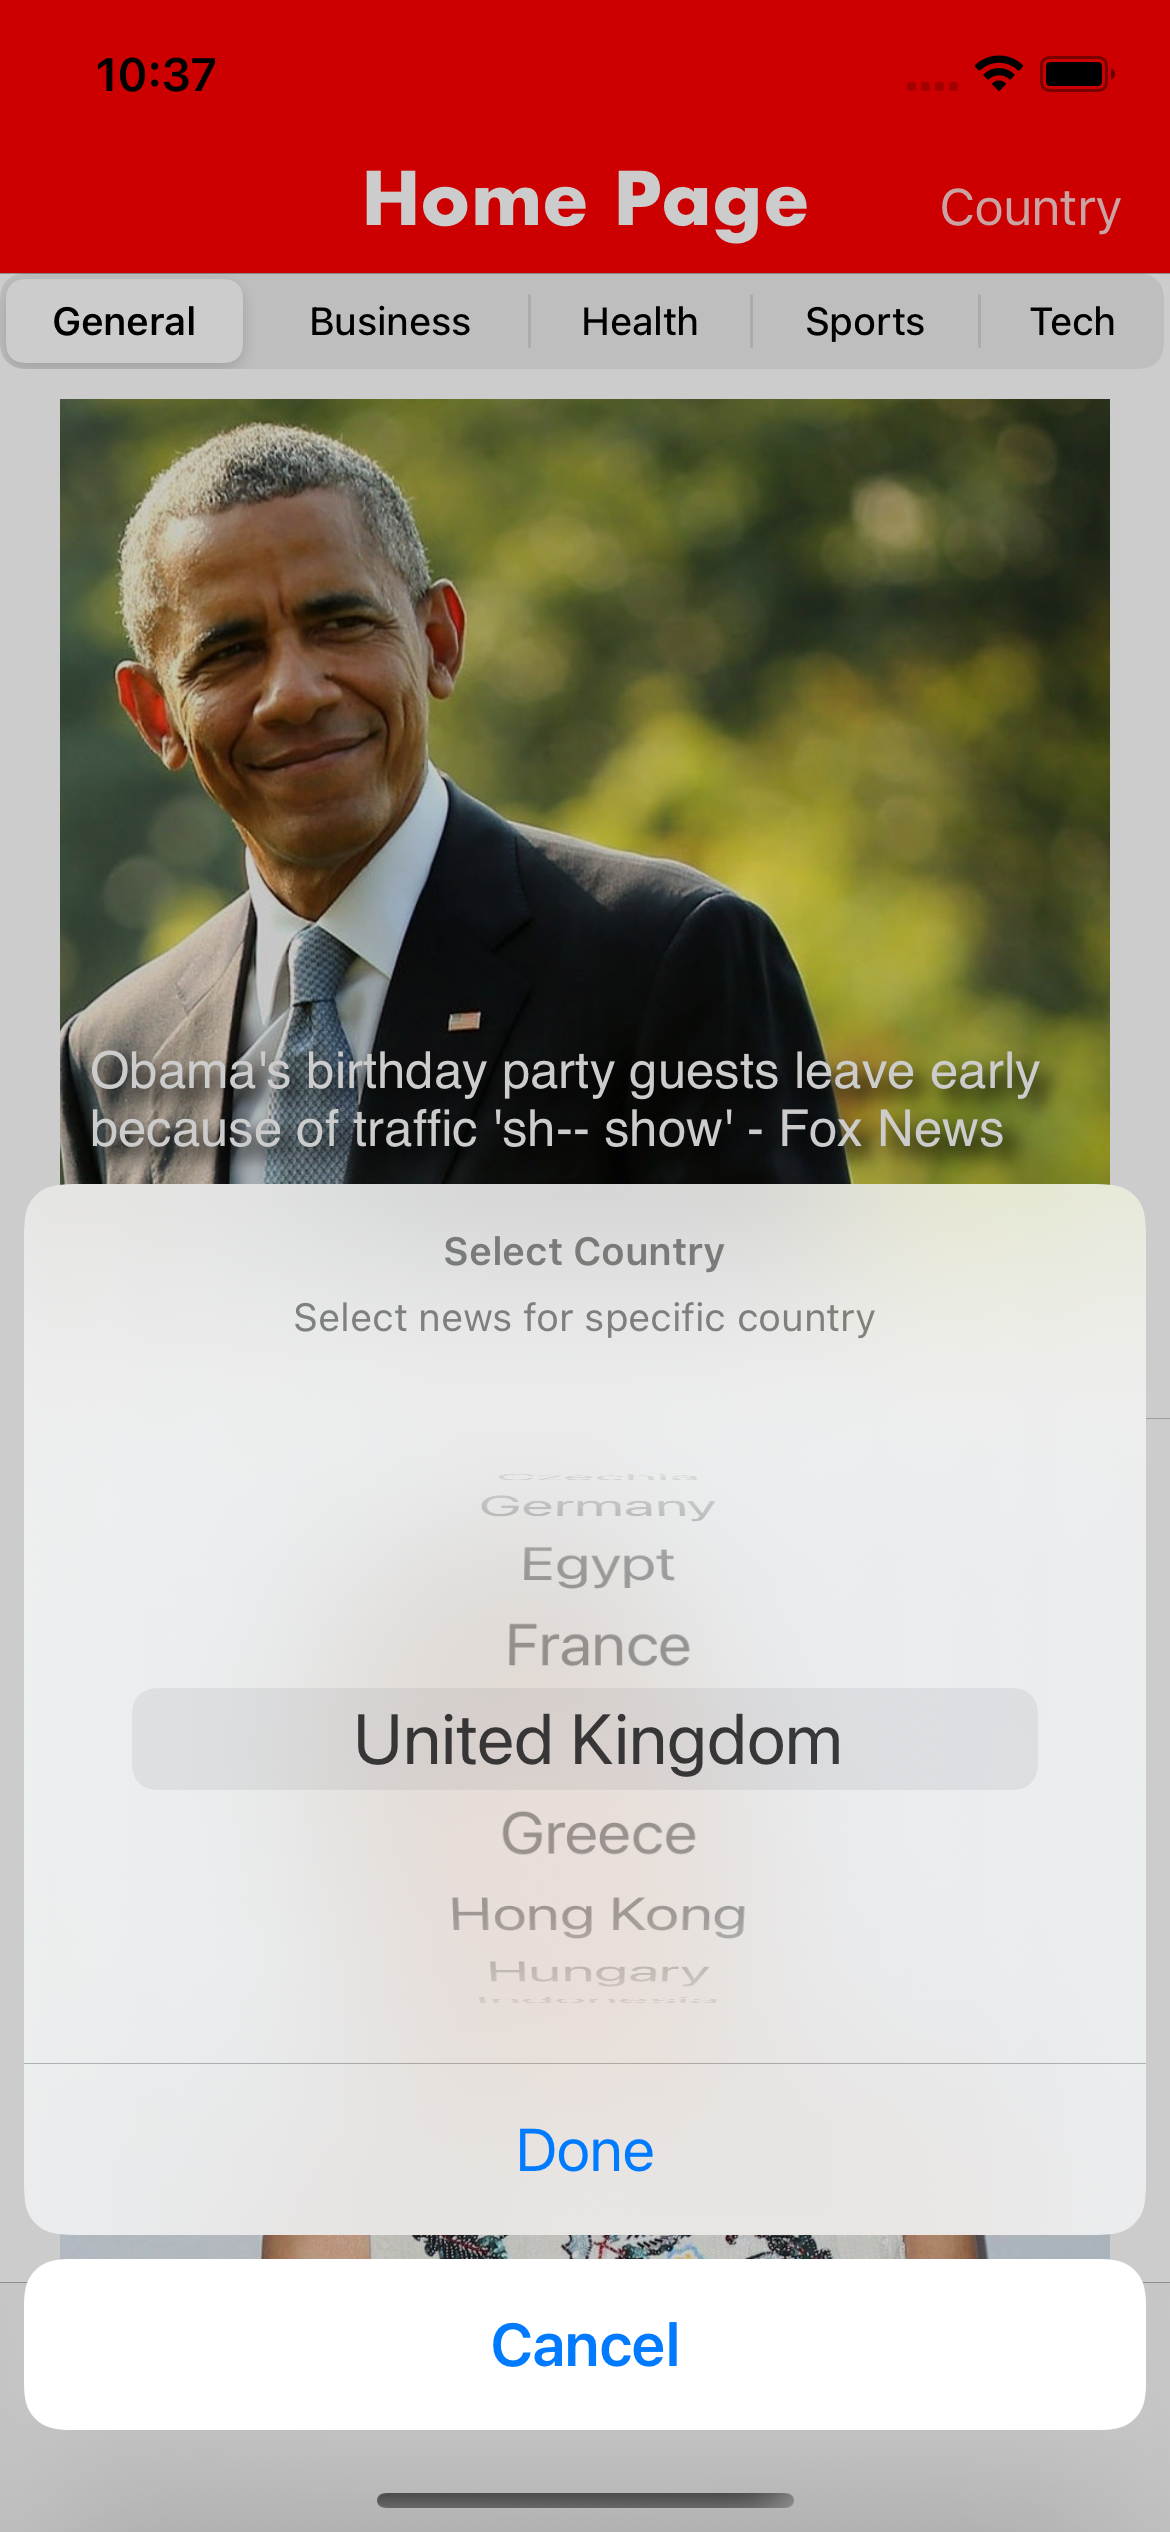 10:37
Home Page
Country
General
Business
Health
Sports
Tech
Obama's birthday party guests leave early
because of traffic 'sh-- show' - Fox News
Select Country
Select news for specific country
Czechia
Germany
Egypt
France
United Kingdom
Greece
Hong Kong
Hungary
Indonesia
Done
Cancel